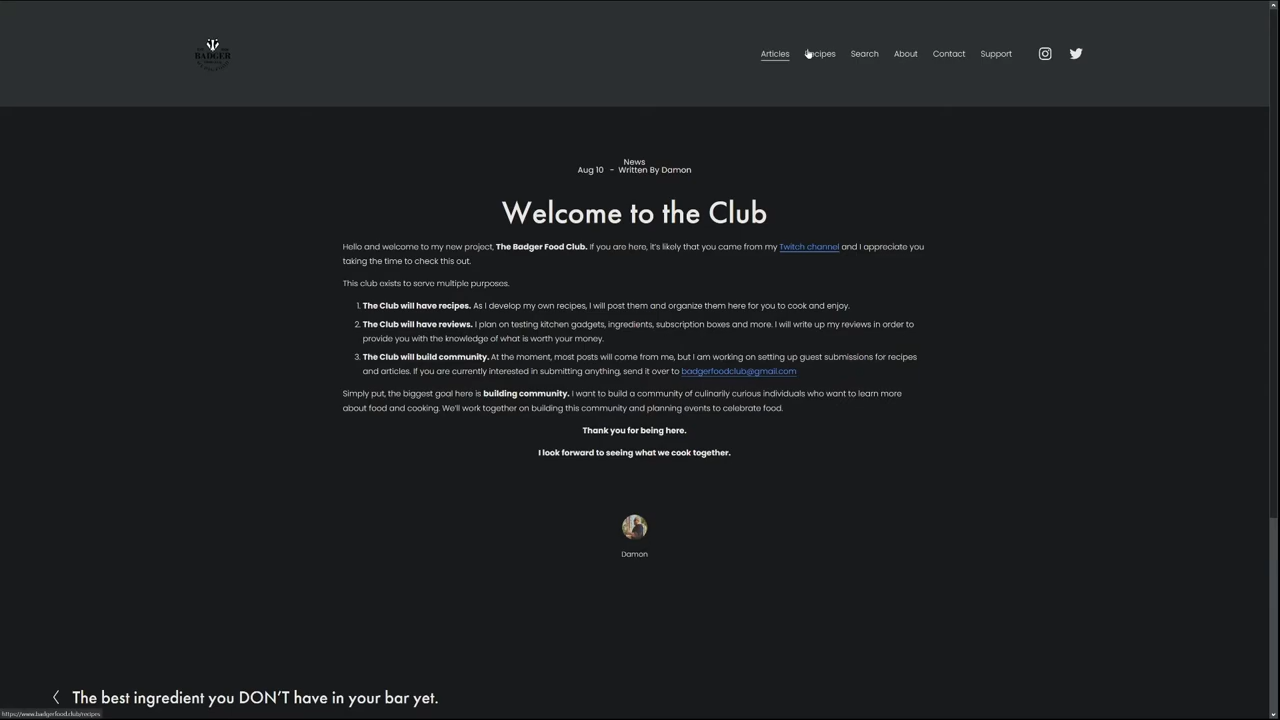 BADGER
Articles
Recipes
Search
About
Contact
Support
News
Aug 10 - Written By Damon
Welcome to the Club
Hello and welcome to my new project, The Badger Food Club. If you are here, it's likely that you came from my Twitch channel and I appreciate you
taking the time to check this out.
This club exists to serve multiple purposes.
1. The Club will have recipes. As I develop my own recipes, I will post them and organize them here for you to cook and enjoy.
2. The Club will have reviews. I plan on testing kitchen gadgets, ingredients, subscription boxes and more. I will write up my reviews in order to
provide you with the knowledge of what is worth your money.
3. The Club will build community. At the moment, most posts will come from me, but I am working on setting up guest submissions for recipes
and articles. If you are currently interested in submitting anything, send it over to badgerfoodclub@gmail.com
Simply put, the biggest goal here is building community. I want to build a community of culinarily curious individuals who want to learn more
about food and cooking. We'll work together on building this community and planning events to celebrate food.
Thank you for being here.
I look forward to seeing what we cook together.
Damon
The best ingredient you DON'T have in your bar yet.
https://www.badgerfood.club/recipes